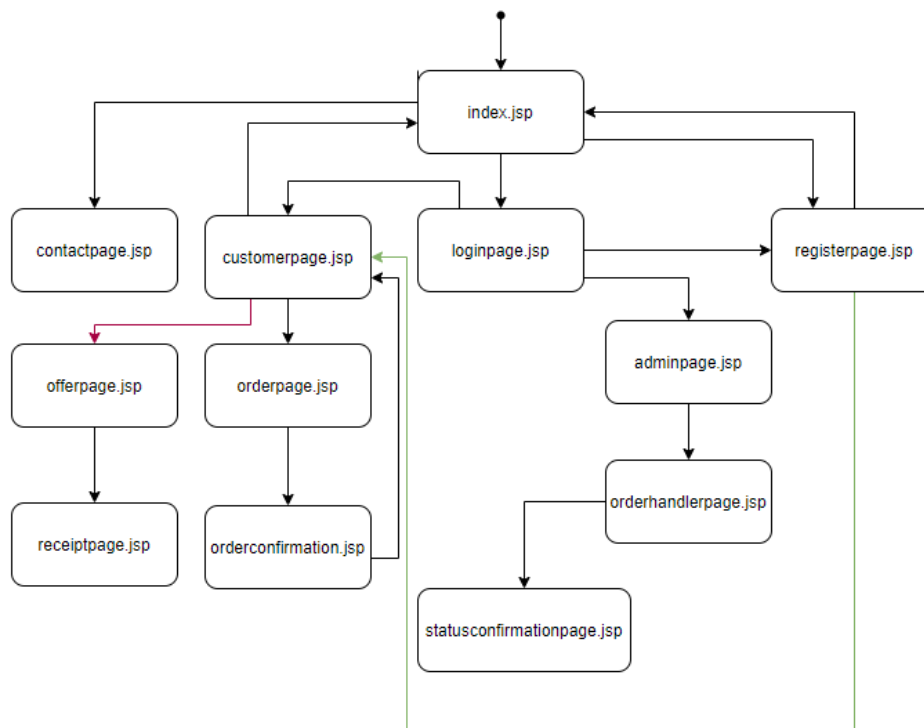 index.jsp
contactpage.jsp
customerpage.jsp
loginpage.jsp
registerpage.jsp
offerpage.jsp
orderpage.jsp
adminpage.jsp
receiptpage.jsp
orderconfirmation.jsp
orderhandlerpage.jsp
statusconfirmationpage.jsp